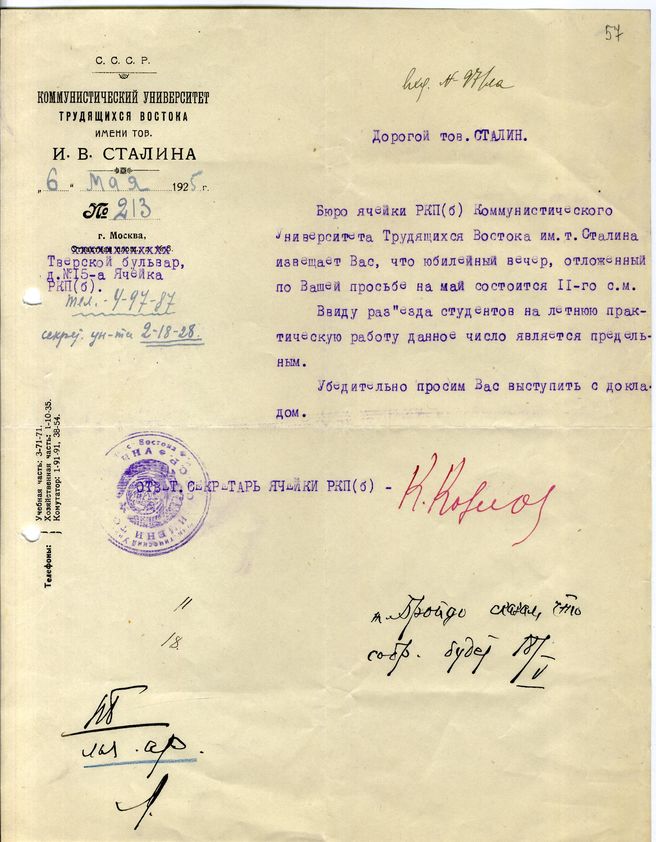 57
С. С. С. Р.
КОММУНИСТИЧЕСКИЙ УНИВЕРСИТЕТ
ТРУДЯЩИХСЯ ВОСТОКА
ИМЕНИ ТОВ.
И. В. СТАЛИНА
„6" Мая 1925 г.
№ 213
г. Москва,
Тверской бульвар,
д.№15-а Ячейка
РКП(б).
тел.- 4-97-87
секрет. ун-та 2-18-28.
вхд. № 97/ла
Дорогой тов. СТАЛИН.
Бюро ячейки РКП(б) Коммунистического
Университета Трудящихся Востока им.т.Сталина
извещает Вас, что юбилейный вечер, отложенный
по Вашей просьбе на май состоится II-го с.м.
Ввиду раз"езда студентов на летнюю прак-
тическую работу данное число является предель-
ным.
Убедительно просим Вас выступить с докла-
дом.
Телефоны:
Учебная часть: 3-71-71.
Хозяйственная часть: 1-10-35.
Комутатор: 1-91-91, 38-54.
ОТВЕТ. СЕКРЕТАРЬ ЯЧЕЙКИ РКП(б) -
11
18.
т. Бройдо сказал, что
собр. будет 18/V